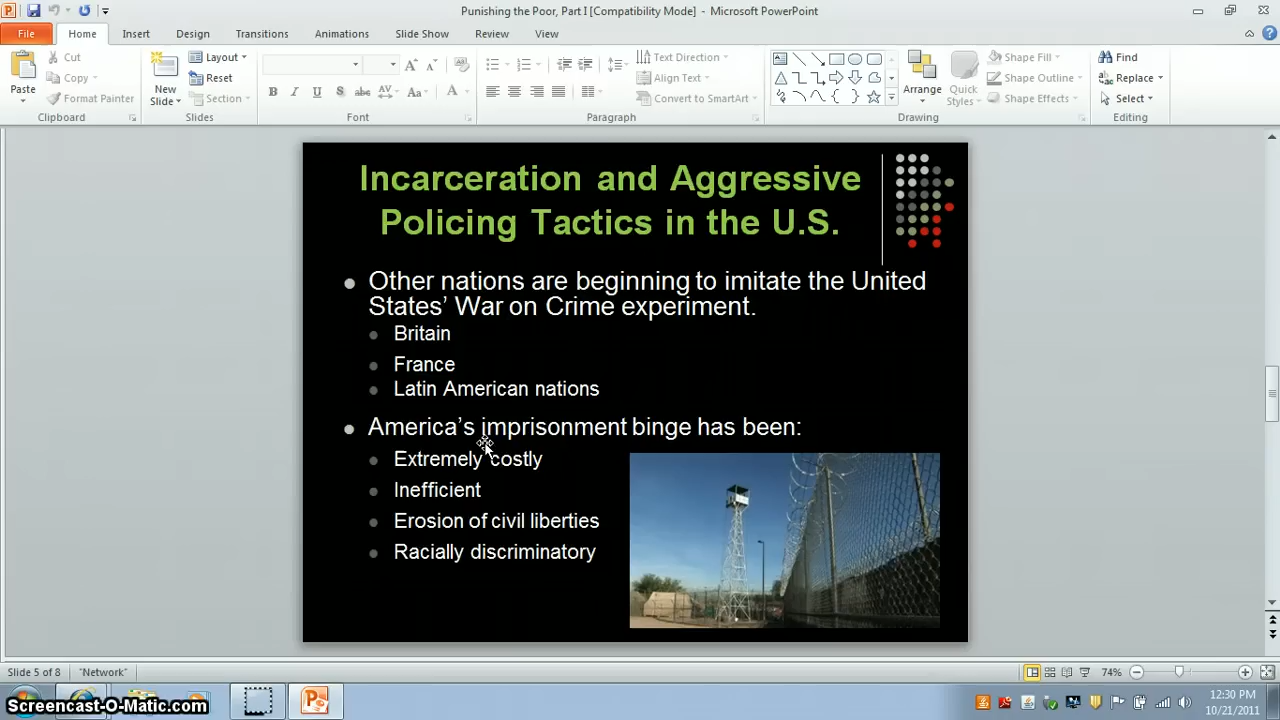 Punishing the Poor, Part I [Compatibility Mode] - Microsoft PowerPoint
File Home Insert Design Transitions Animations Slide Show Review View
Paste
Cut
Copy
Format Painter
Clipboard
New Slide
Layout
Reset
Section
Slides
B I U S abc AV Aa A
Font
Text Direction
Align Text
Convert to SmartArt
Paragraph
Arrange
Quick Styles
Shape Fill
Shape Outline
Shape Effects
Drawing
Find
Replace
Select
Editing
Incarceration and Aggressive
Policing Tactics in the U.S.
Other nations are beginning to imitate the United
States’ War on Crime experiment.
Britain
France
Latin American nations
America’s imprisonment binge has been:
Extremely costly
Inefficient
Erosion of civil liberties
Racially discriminatory
Slide 5 of 8 "Network" 74%
Screencast-O-Matic.com
12:30 PM
10/21/2011